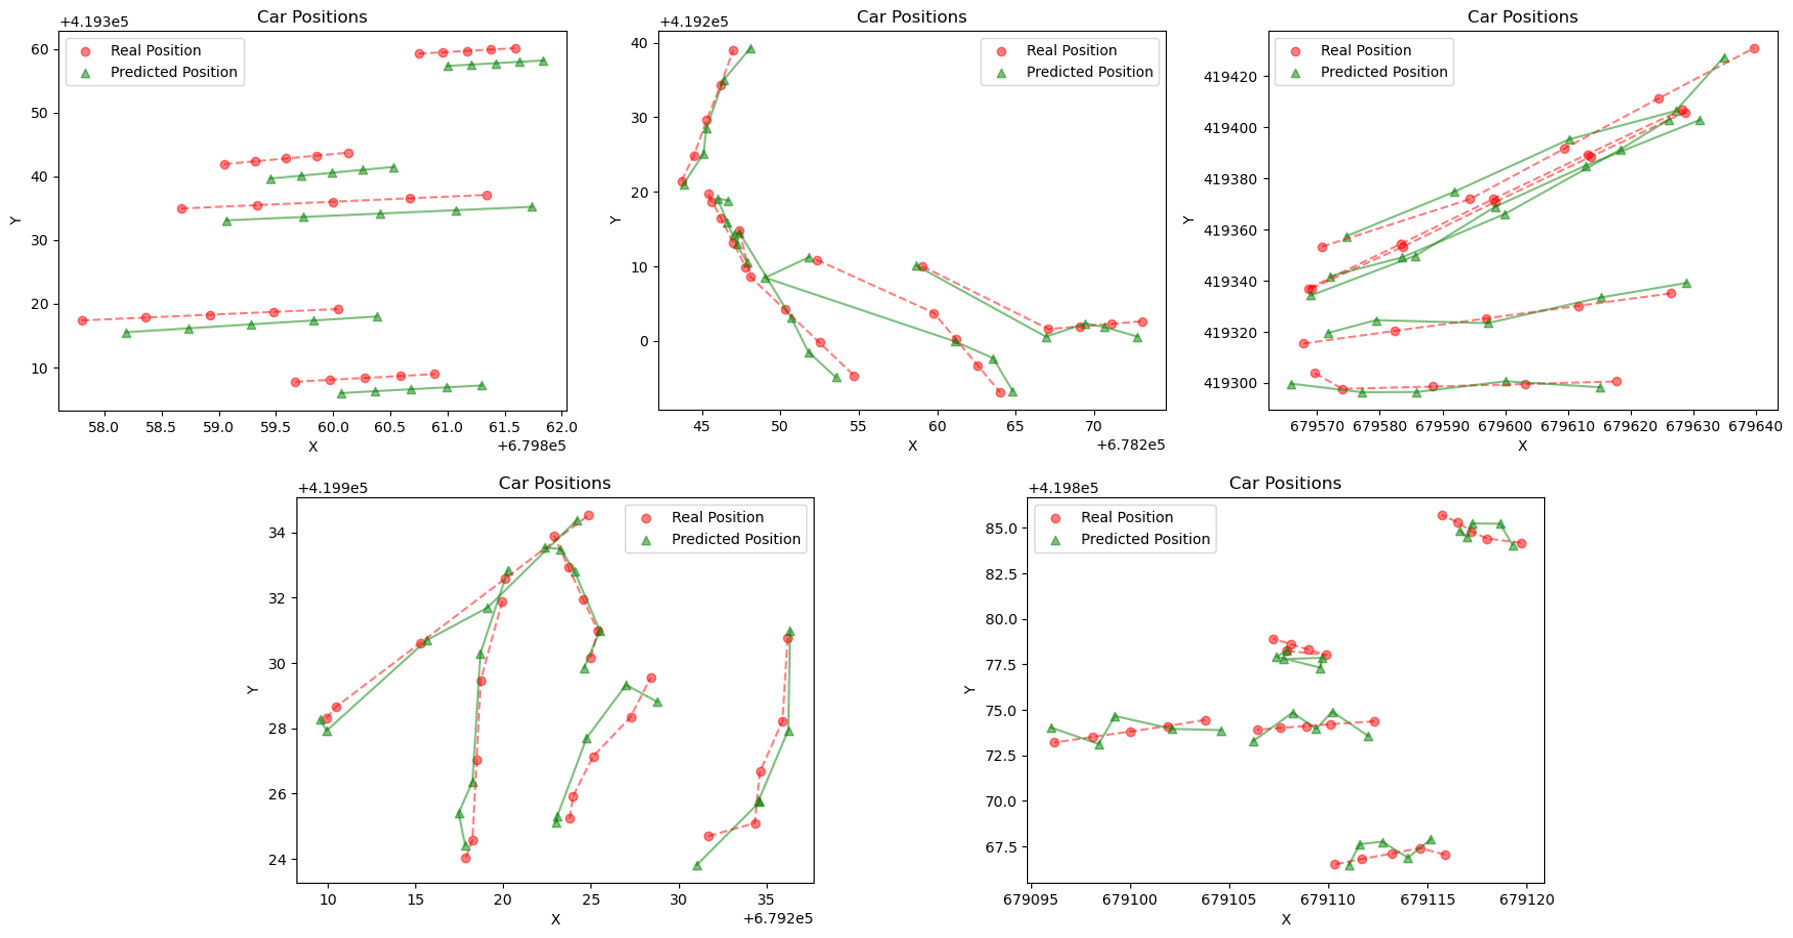 Car Positions
+4.193e5
Real Position
Predicted Position
60
50
40
30
20
10
Y
58.0 58.5 59.0 59.5 60.0 60.5 61.0 61.5 62.0
X
+6.798e5
Car Positions
+4.192e5
Real Position
Predicted Position
40
30
20
10
0
Y
45 50 55 60 65 70
X
+6.782e5
Car Positions
Real Position
Predicted Position
419420
419400
419380
419360
419340
419320
419300
Y
679570 679580 679590 679600 679610 679620 679630 679640
X
Car Positions
+4.199e5
Real Position
Predicted Position
34
32
30
28
26
24
Y
10 15 20 25 30 35
X
+6.792e5
Car Positions
+4.198e5
Real Position
Predicted Position
85.0
82.5
80.0
77.5
75.0
72.5
70.0
67.5
Y
679095 679100 679105 679110 679115 679120
X